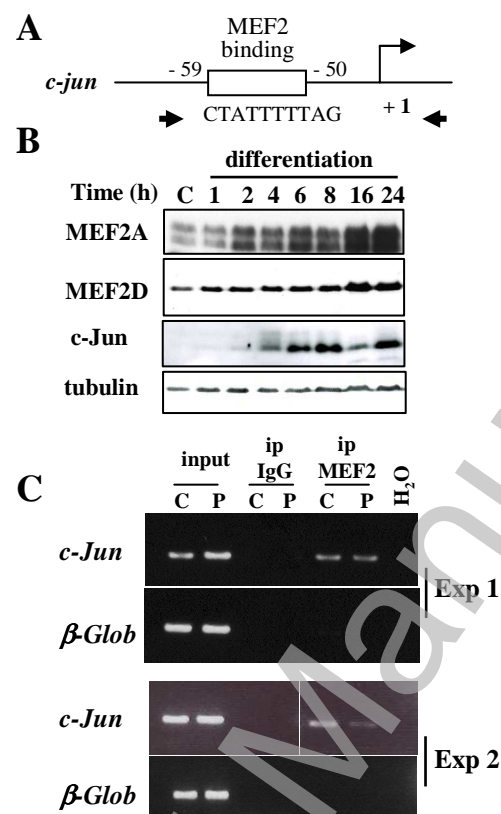 A
MEF2
binding
- 59
- 50
c-jun
CTATTTTTAG
+ 1
B
differentiation
Time (h) C 1 2 4 6 8 16 24
MEF2A
MEF2D
c-Jun
tubulin
C
input
ip
IgG
ip
MEF2
H2O
C P C P C P
c-Jun
β-Glob
Exp 1
c-Jun
β-Glob
Exp 2
Manu